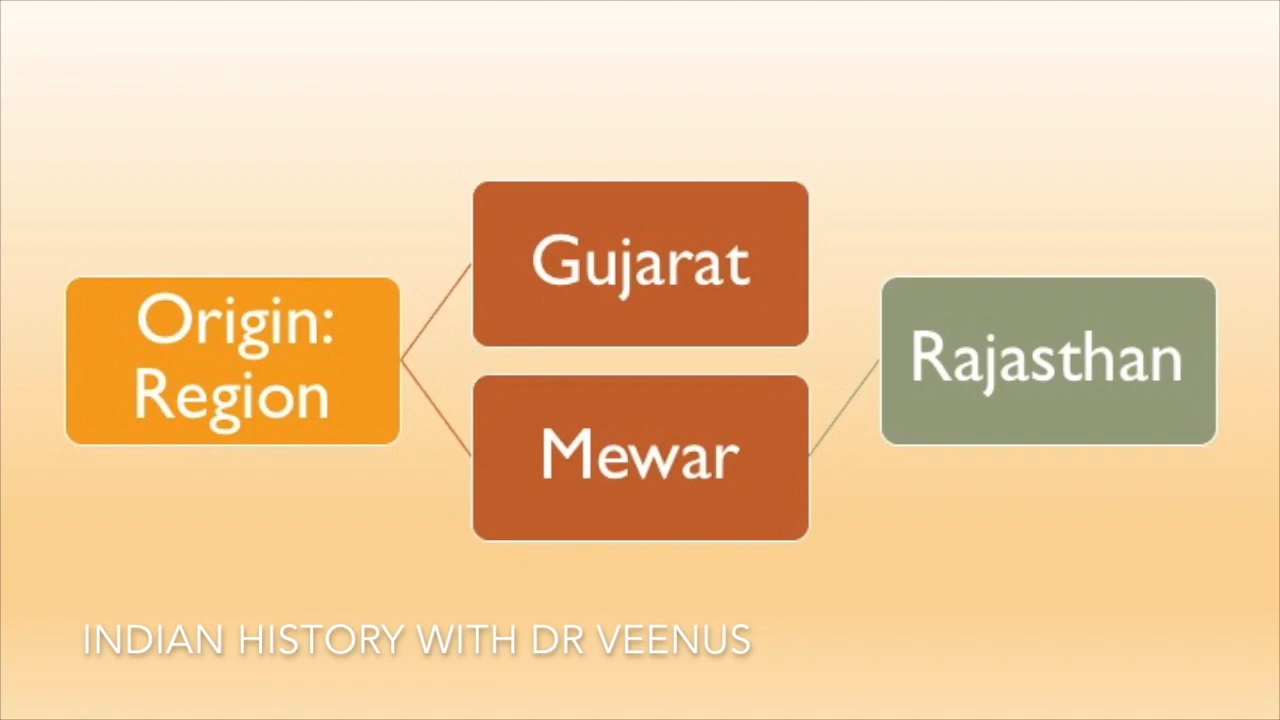 Origin:
Region
Gujarat
Mewar
Rajasthan
INDIAN HISTORY WITH DR VEENUS